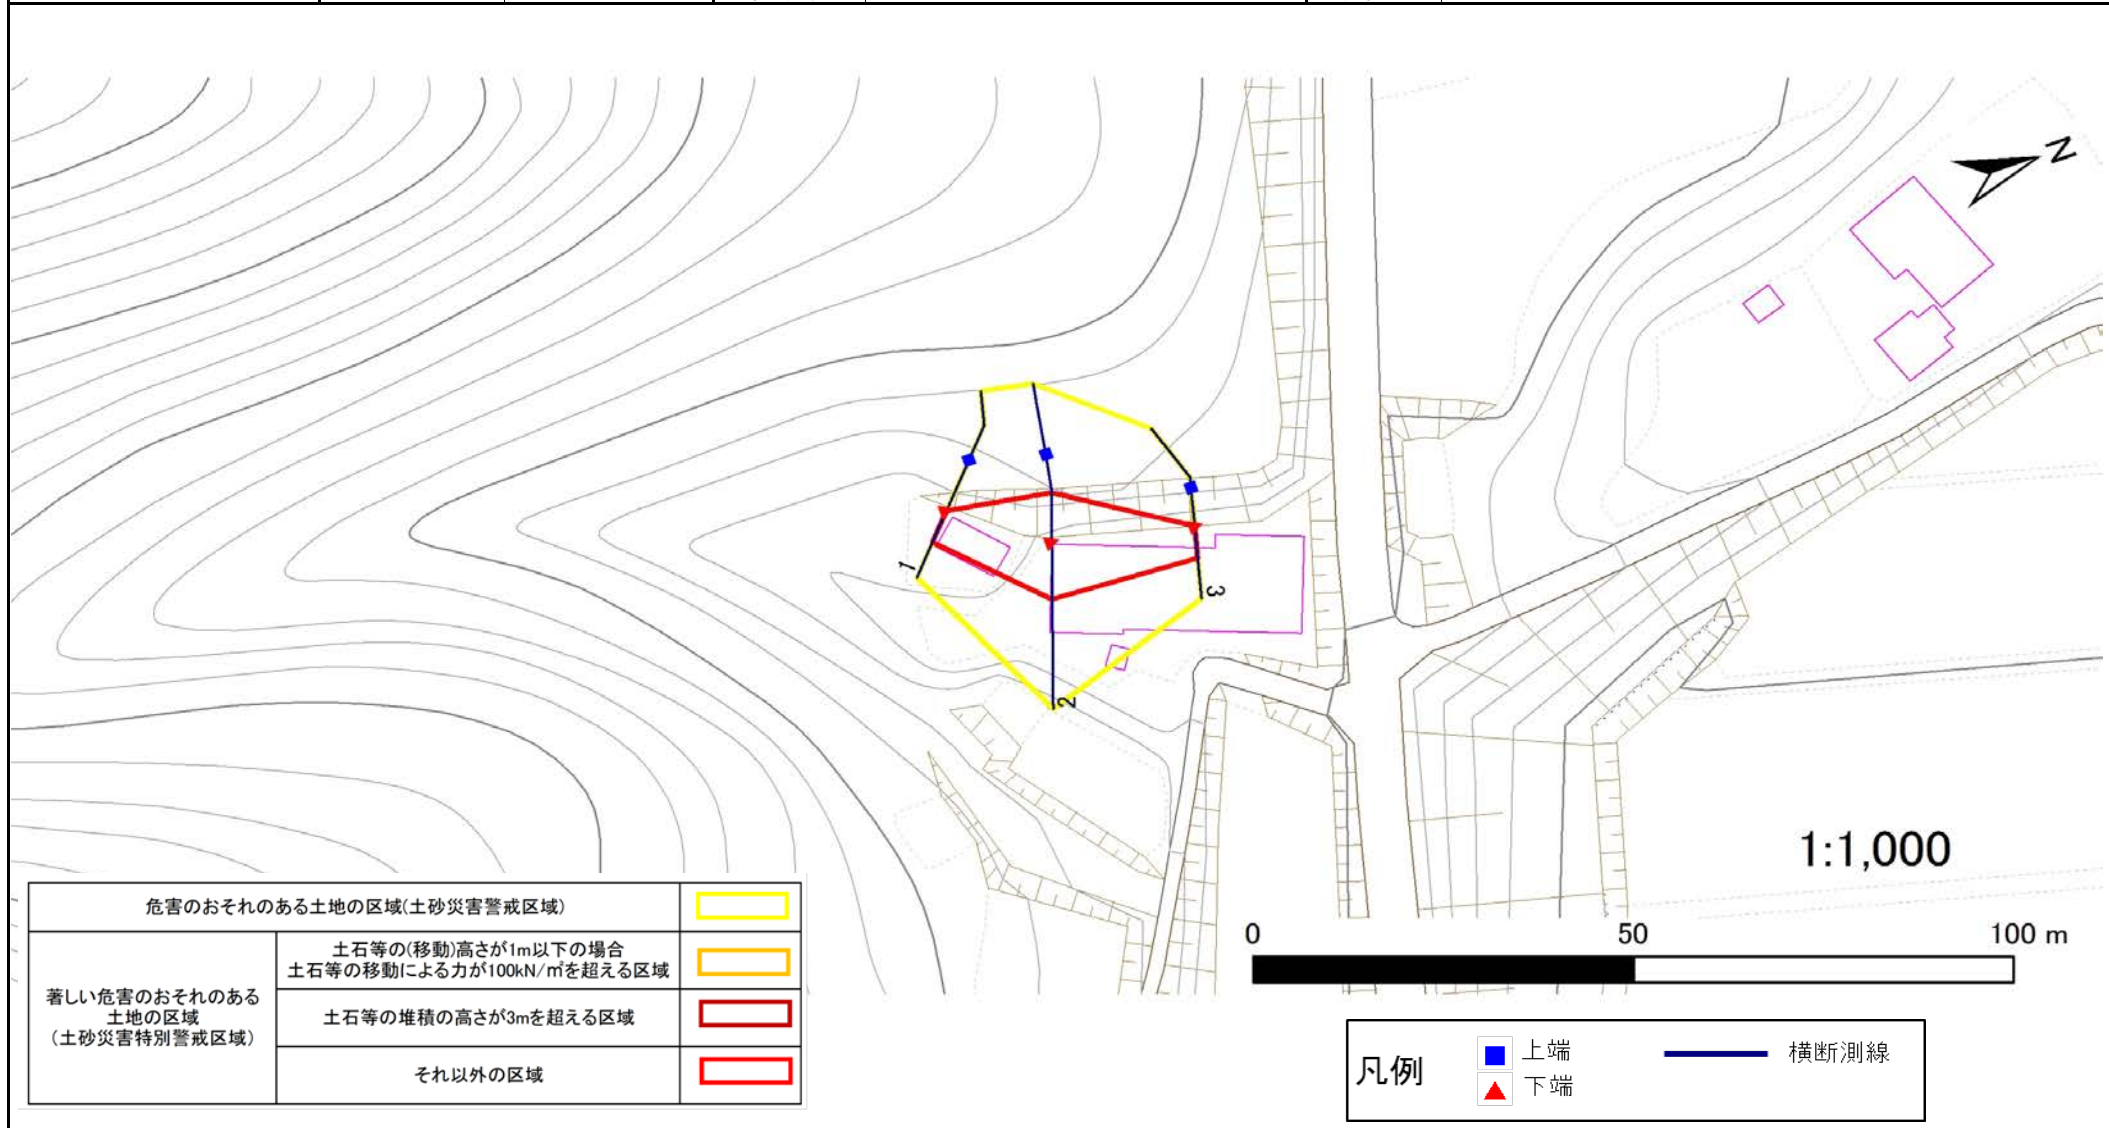 N
1
3
2
1:1,000
0 50 100 m
危害のおそれのある土地の区域(土砂災害警戒区域)
著しい危害のおそれのある
土地の区域
(土砂災害特別警戒区域)
土石等の(移動)高さが1m以下の場合
土石等の移動による力が100kN/㎡を超える区域
土石等の堆積の高さが3mを超える区域
それ以外の区域
凡例
上端
下端
横断測線